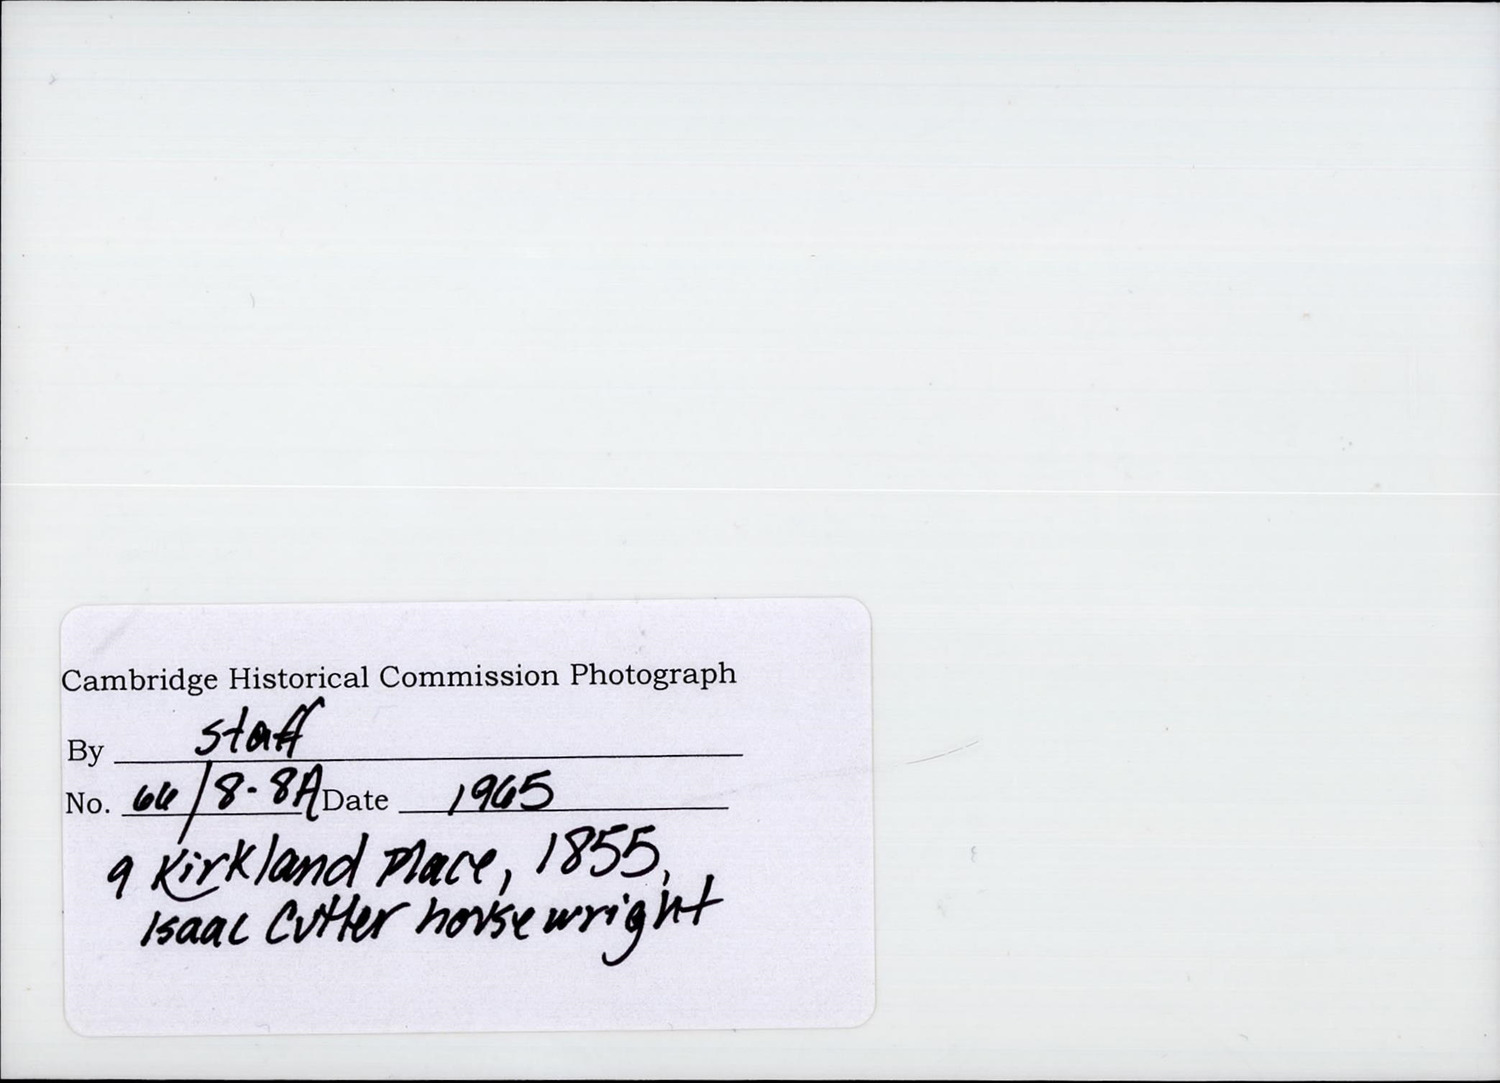 Cambridge Historical Commission Photograph
By staff
No. 66/8-8A Date 1965
9 Kirkland Place, 1855,
Isaac Cutter housewright